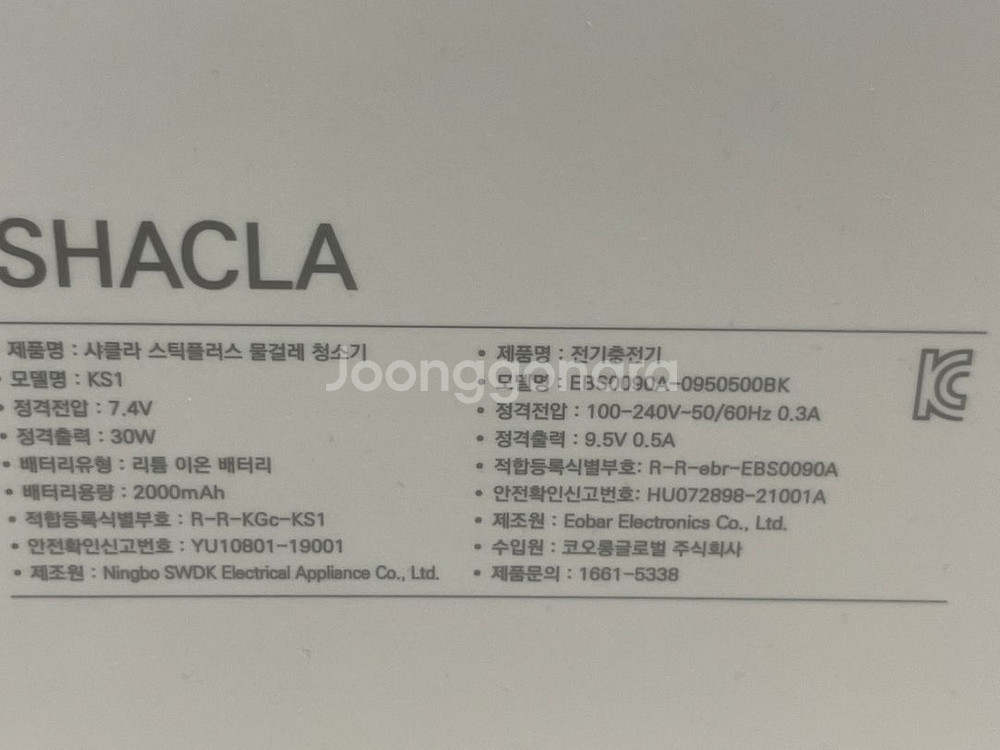 SHACLA
제품명 : 샤클라 스틱플러스 물걸레 청소기
• 모델명 : KS1
• 정격전압 : 7.4V
• 정격출력 : 30W
• 배터리유형 : 리튬 이온 배터리
• 배터리용량 : 2000mAh
• 적합등록식별부호 : R-R-KGc-KS1
• 안전확인신고번호 : YU10801-19001
• 제조원 : Ningbo SWDK Electrical Appliance Co., Ltd.
• 제품명 : 전기충전기
• 모델명 : EBS0090A-0950500BK
• 정격전압 : 100-240V~50/60Hz 0.3A
• 정격출력 : 9.5V 0.5A
• 적합등록식별부호: R-R-ebr-EBS0090A
• 안전확인신고번호: HU072898-21001A
• 제조원 : Eobar Electronics Co., Ltd.
• 수입원 : 코오롱글로벌 주식회사
• 제품문의 : 1661-5338
KC
Joonggonara